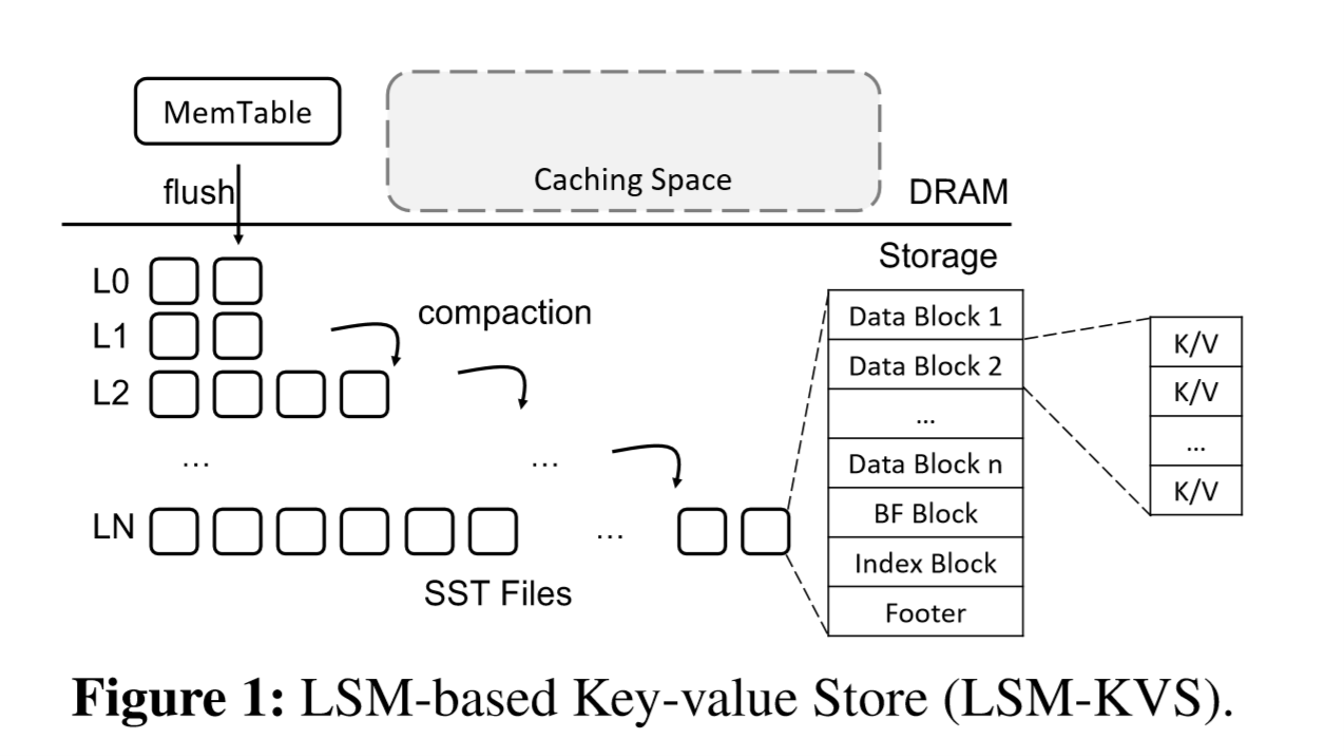 MemTable
Caching Space
flush
DRAM
Storage
L0
L1
compaction
L2
...
...
LN
...
SST Files
Data Block 1
Data Block 2
...
Data Block n
BF Block
Index Block
Footer
K/V
K/V
...
K/V
Figure 1: LSM-based Key-value Store (LSM-KVS).